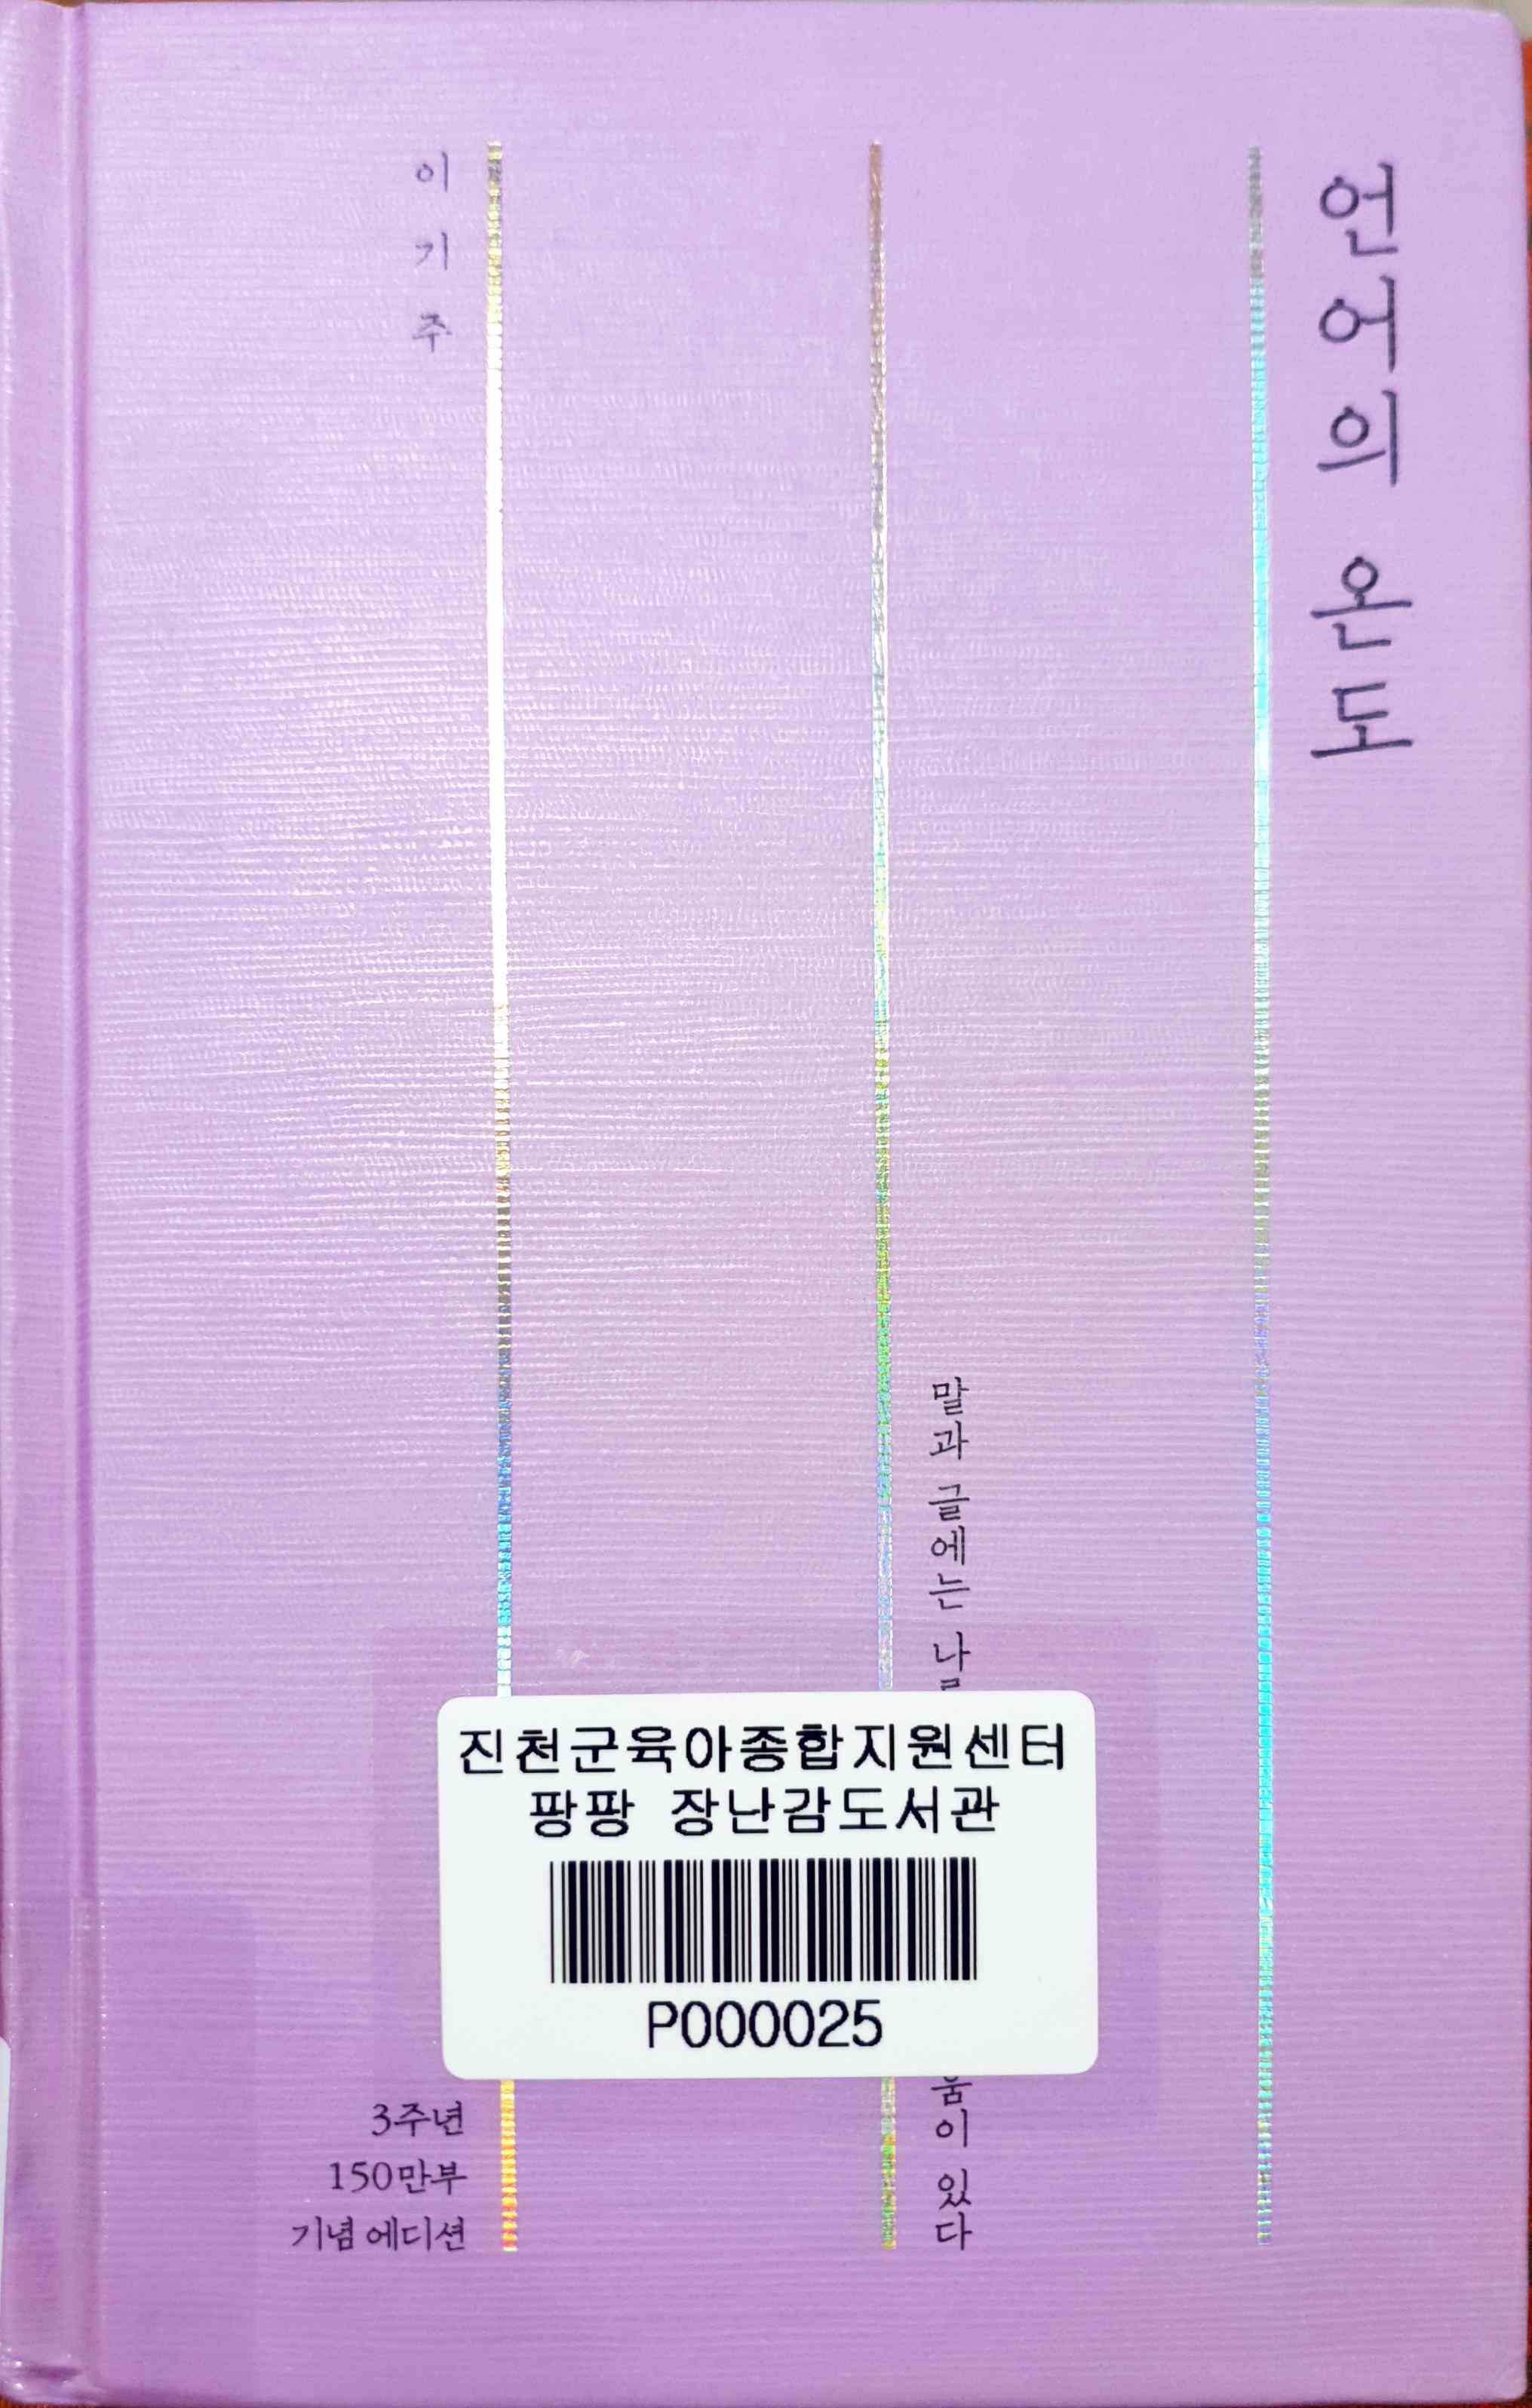 언어의 온도
말과 글에는 나
움이 있다
이기주
3주년
150만부
기념 에디션
진천군육아종합지원센터
팡팡 장난감도서관
P000025